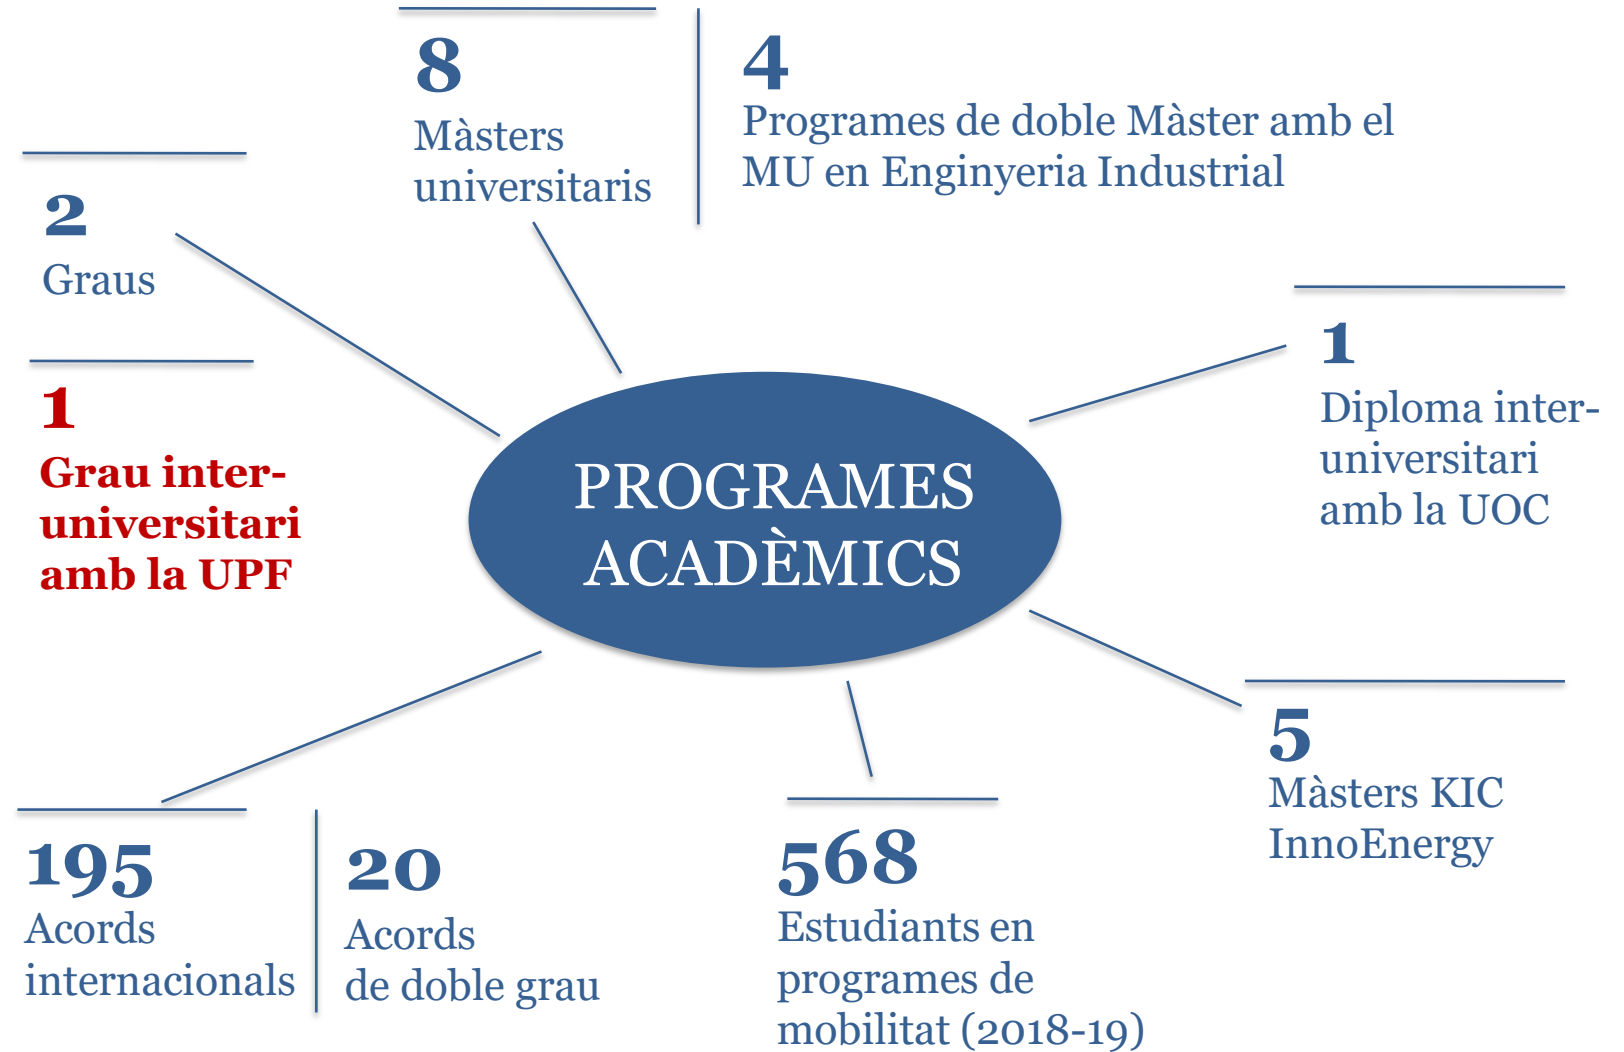 8
Màsters
universitaris
4
Programes de doble Màster amb el
MU en Enginyeria Industrial
2
Graus
1
Grau inter-
universitari
amb la UPF
PROGRAMES
ACADÈMICS
1
Diploma inter-
universitari
amb la UOC
5
Màsters KIC
InnoEnergy
195
Acords
internacionals
20
Acords
de doble grau
568
Estudiants en
programes de
mobilitat (2018-19)